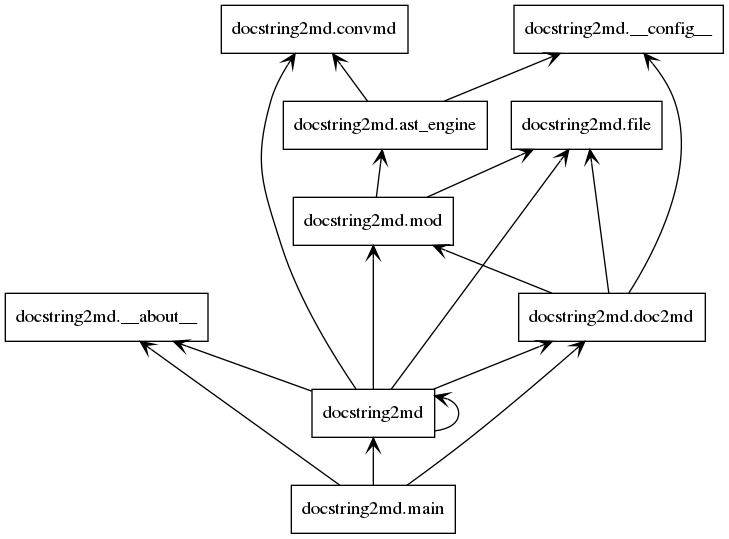 docstring2md.convmd
docstring2md.__config__
docstring2md.ast_engine
docstring2md.file
docstring2md.mod
docstring2md.__about__
docstring2md.doc2md
docstring2md
docstring2md.main